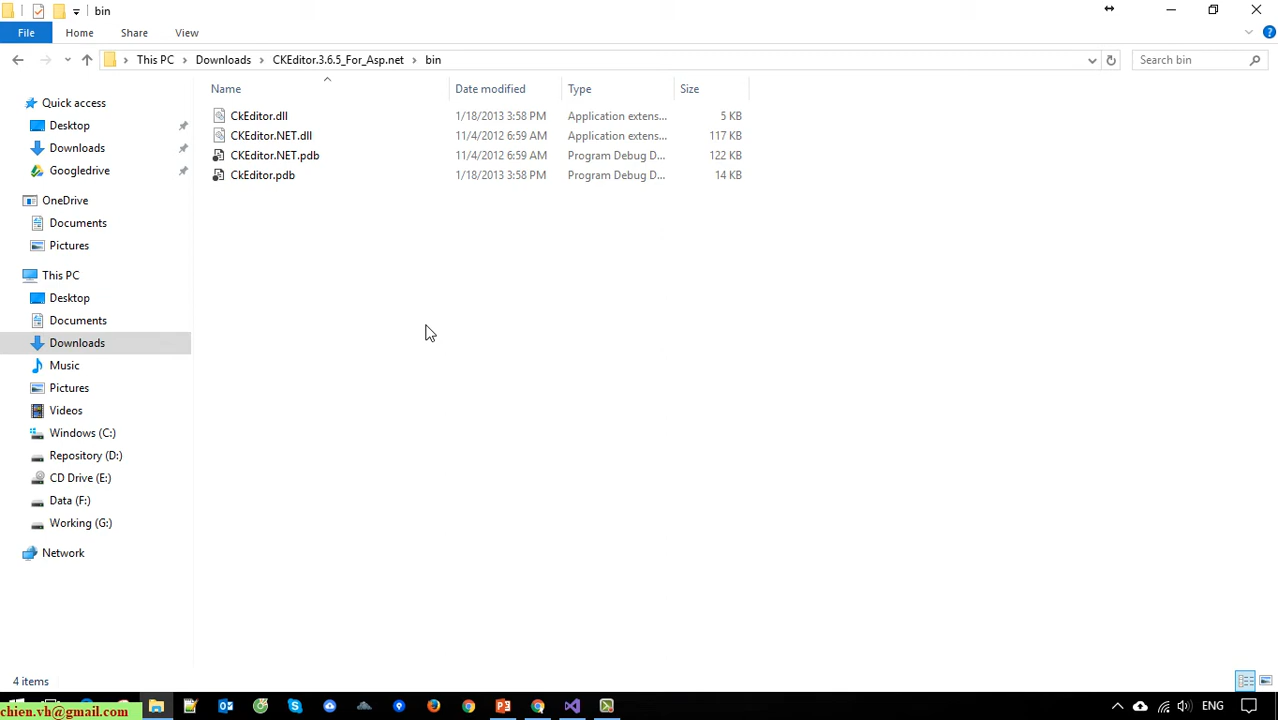 bin
File Home Share View
This PC Downloads CKEditor.3.6.5_For_Asp.net bin Search bin
Name Date modified Type Size
Quick access
Desktop
Downloads
Googledrive
OneDrive
Documents
Pictures
This PC
Desktop
Documents
Downloads
Music
Pictures
Videos
Windows (C:)
Repository (D:)
CD Drive (E:)
Data (F:)
Working (G:)
Network
CkEditor.dll 1/18/2013 3:58 PM Application extens... 5 KB
CKEditor.NET.dll 11/4/2012 6:59 AM Application extens... 117 KB
CKEditor.NET.pdb 11/4/2012 6:59 AM Program Debug D... 122 KB
CkEditor.pdb 1/18/2013 3:58 PM Program Debug D... 14 KB
4 items
chien.vh@gmail.com
ENG